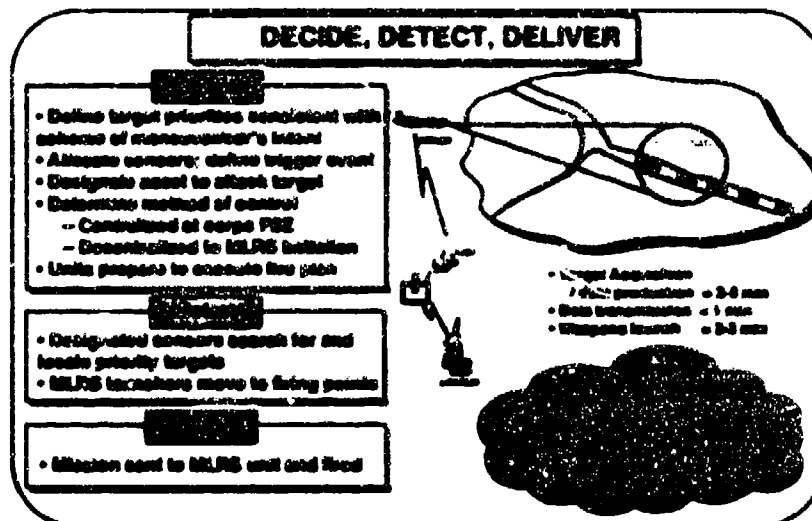 DECIDE, DETECT, DELIVER
• Define target priorities consistent with
scheme of maneuver/cdr's intent
• Allocate sensors; define trigger event
• Designate asset to attack target
• Determine method of control
– Centralized at corps FSE
– Decentralized to MLRS battalion
• Units prepare to execute fire plan
• Designated sensors search for and
locate priority targets
• MLRS launchers move to firing points
• Mission sent to MLRS unit and fired
• Target Acquisition
production
• Data transmission < 1 min
• Weapons launch